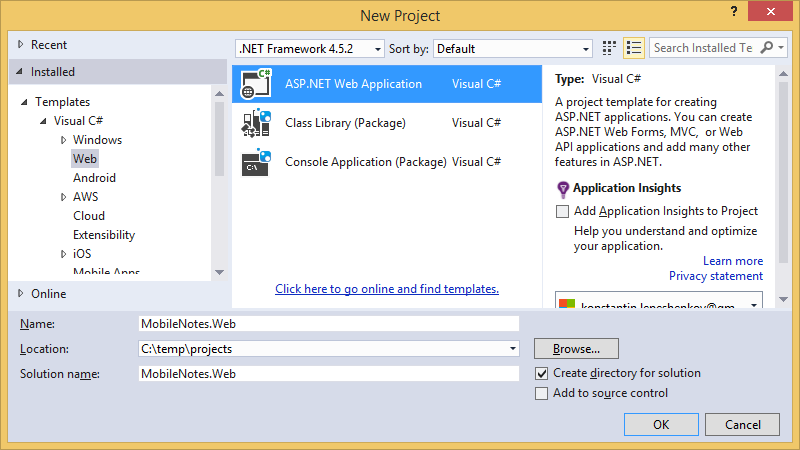 New Project
?
Recent
Installed
Templates
Visual C#
Windows
Web
Android
AWS
Cloud
Extensibility
iOS
Mobile Apps
Online
.NET Framework 4.5.2
Sort by: Default
Search Installed Te
ASP.NET Web Application Visual C#
Class Library (Package) Visual C#
Console Application (Package) Visual C#
Click here to go online and find templates.
Type: Visual C#
A project template for creating
ASP.NET applications. You can create
ASP.NET Web Forms, MVC, or Web
API applications and add many other
features in ASP.NET.
Application Insights
Add Application Insights to Project
Help you understand and optimize
your application.
Learn more
Privacy statement
Name: MobileNotes.Web
Location: C:\temp\projects
Browse...
Solution name: MobileNotes.Web
Create directory for solution
Add to source control
OK
Cancel